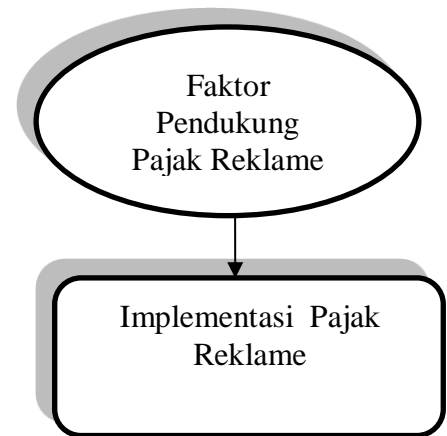 Faktor
Pendukung
Pajak Reklame
Implementasi Pajak
Reklame